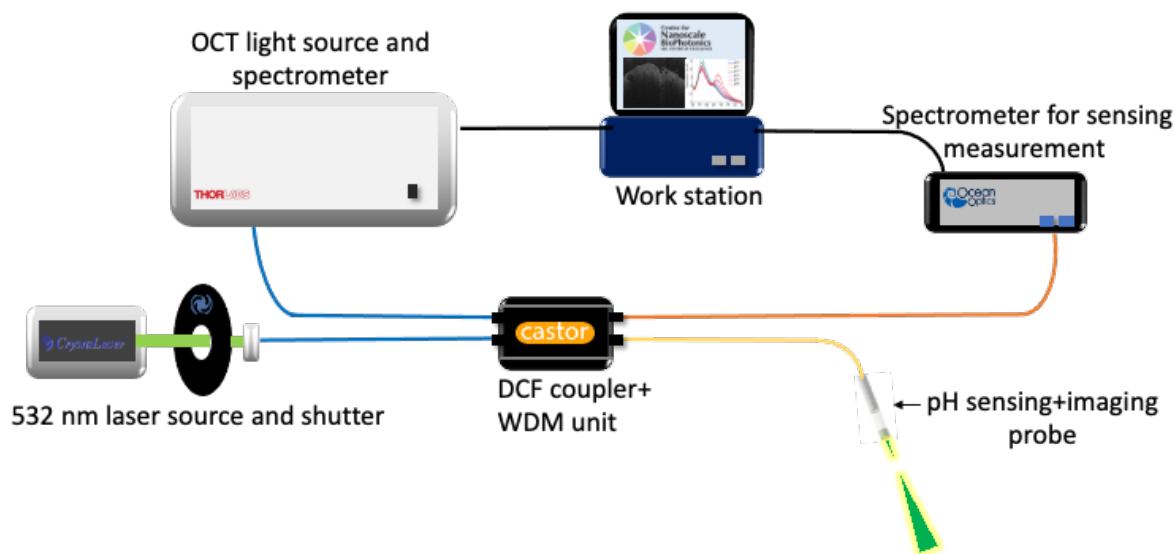 OCT light source and
spectrometer
Centre for
Nanoscale
BioPhotonics
THORLABS
Work station
Spectrometer for sensing
measurement
Ocean
Optics
CrystaLaser
532 nm laser source and shutter
castor
DCF coupler+
WDM unit
pH sensing+imaging
probe